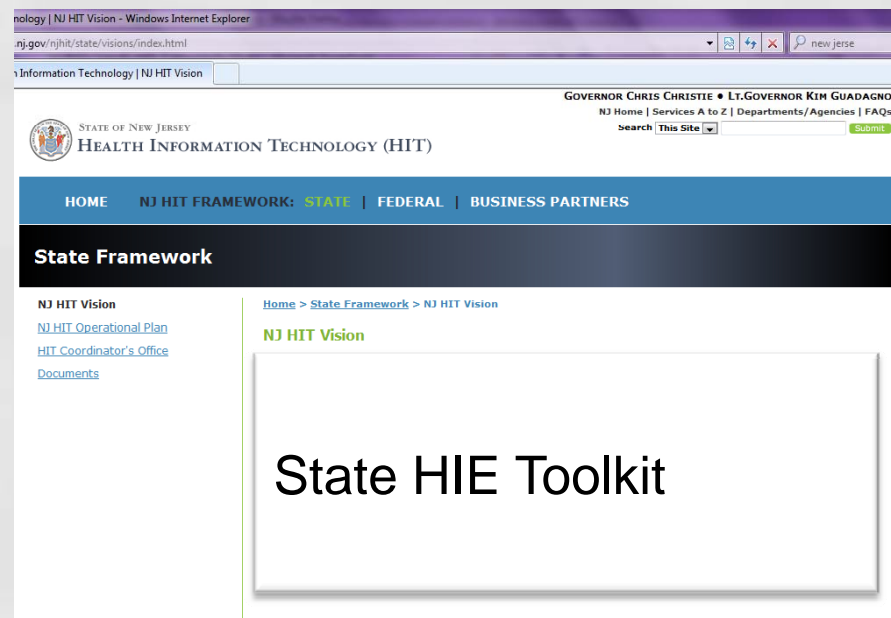 nology | NJ HIT Vision - Windows Internet Explorer
.nj.gov/njhit/state/visions/index.html
new jerse
Information Technology | NJ HIT Vision
GOVERNOR CHRIS CHRISTIE • LT.GOVERNOR KIM GUADAGNO
NJ Home | Services A to Z | Departments/Agencies | FAQs
Search This Site Submit
STATE OF NEW JERSEY
HEALTH INFORMATION TECHNOLOGY (HIT)
HOME NJ HIT FRAMEWORK: STATE | FEDERAL | BUSINESS PARTNERS
State Framework
NJ HIT Vision
NJ HIT Operational Plan
HIT Coordinator's Office
Documents
Home > State Framework > NJ HIT Vision
NJ HIT Vision
State HIE Toolkit